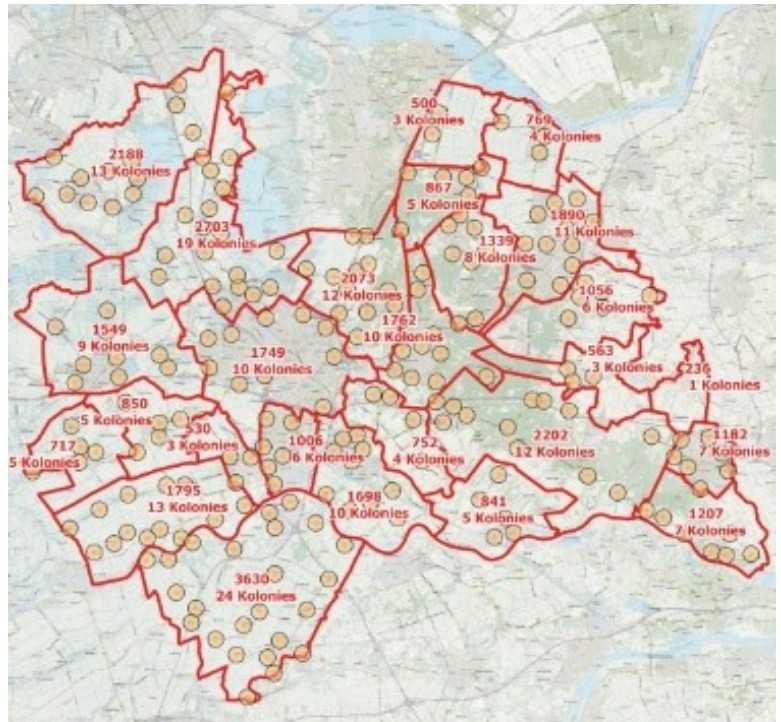 500
3 Kolonies
769
4 Kolonies
2188
13 Kolonies
867
5 Kolonies
1890
11 Kolonies
2703
19 Kolonies
1339
8 Kolonies
2073
12 Kolonies
1056
6 Kolonies
1762
10 Kolonies
1549
9 Kolonies
1749
10 Kolonies
563
3 Kolonies
236
1 Kolonies
850
5 Kolonies
530
3 Kolonies
717
5 Kolonies
1006
6 Kolonies
752
4 Kolonies
2202
12 Kolonies
1182
7 Kolonies
1795
13 Kolonies
1698
10 Kolonies
841
5 Kolonies
1207
7 Kolonies
3630
24 Kolonies